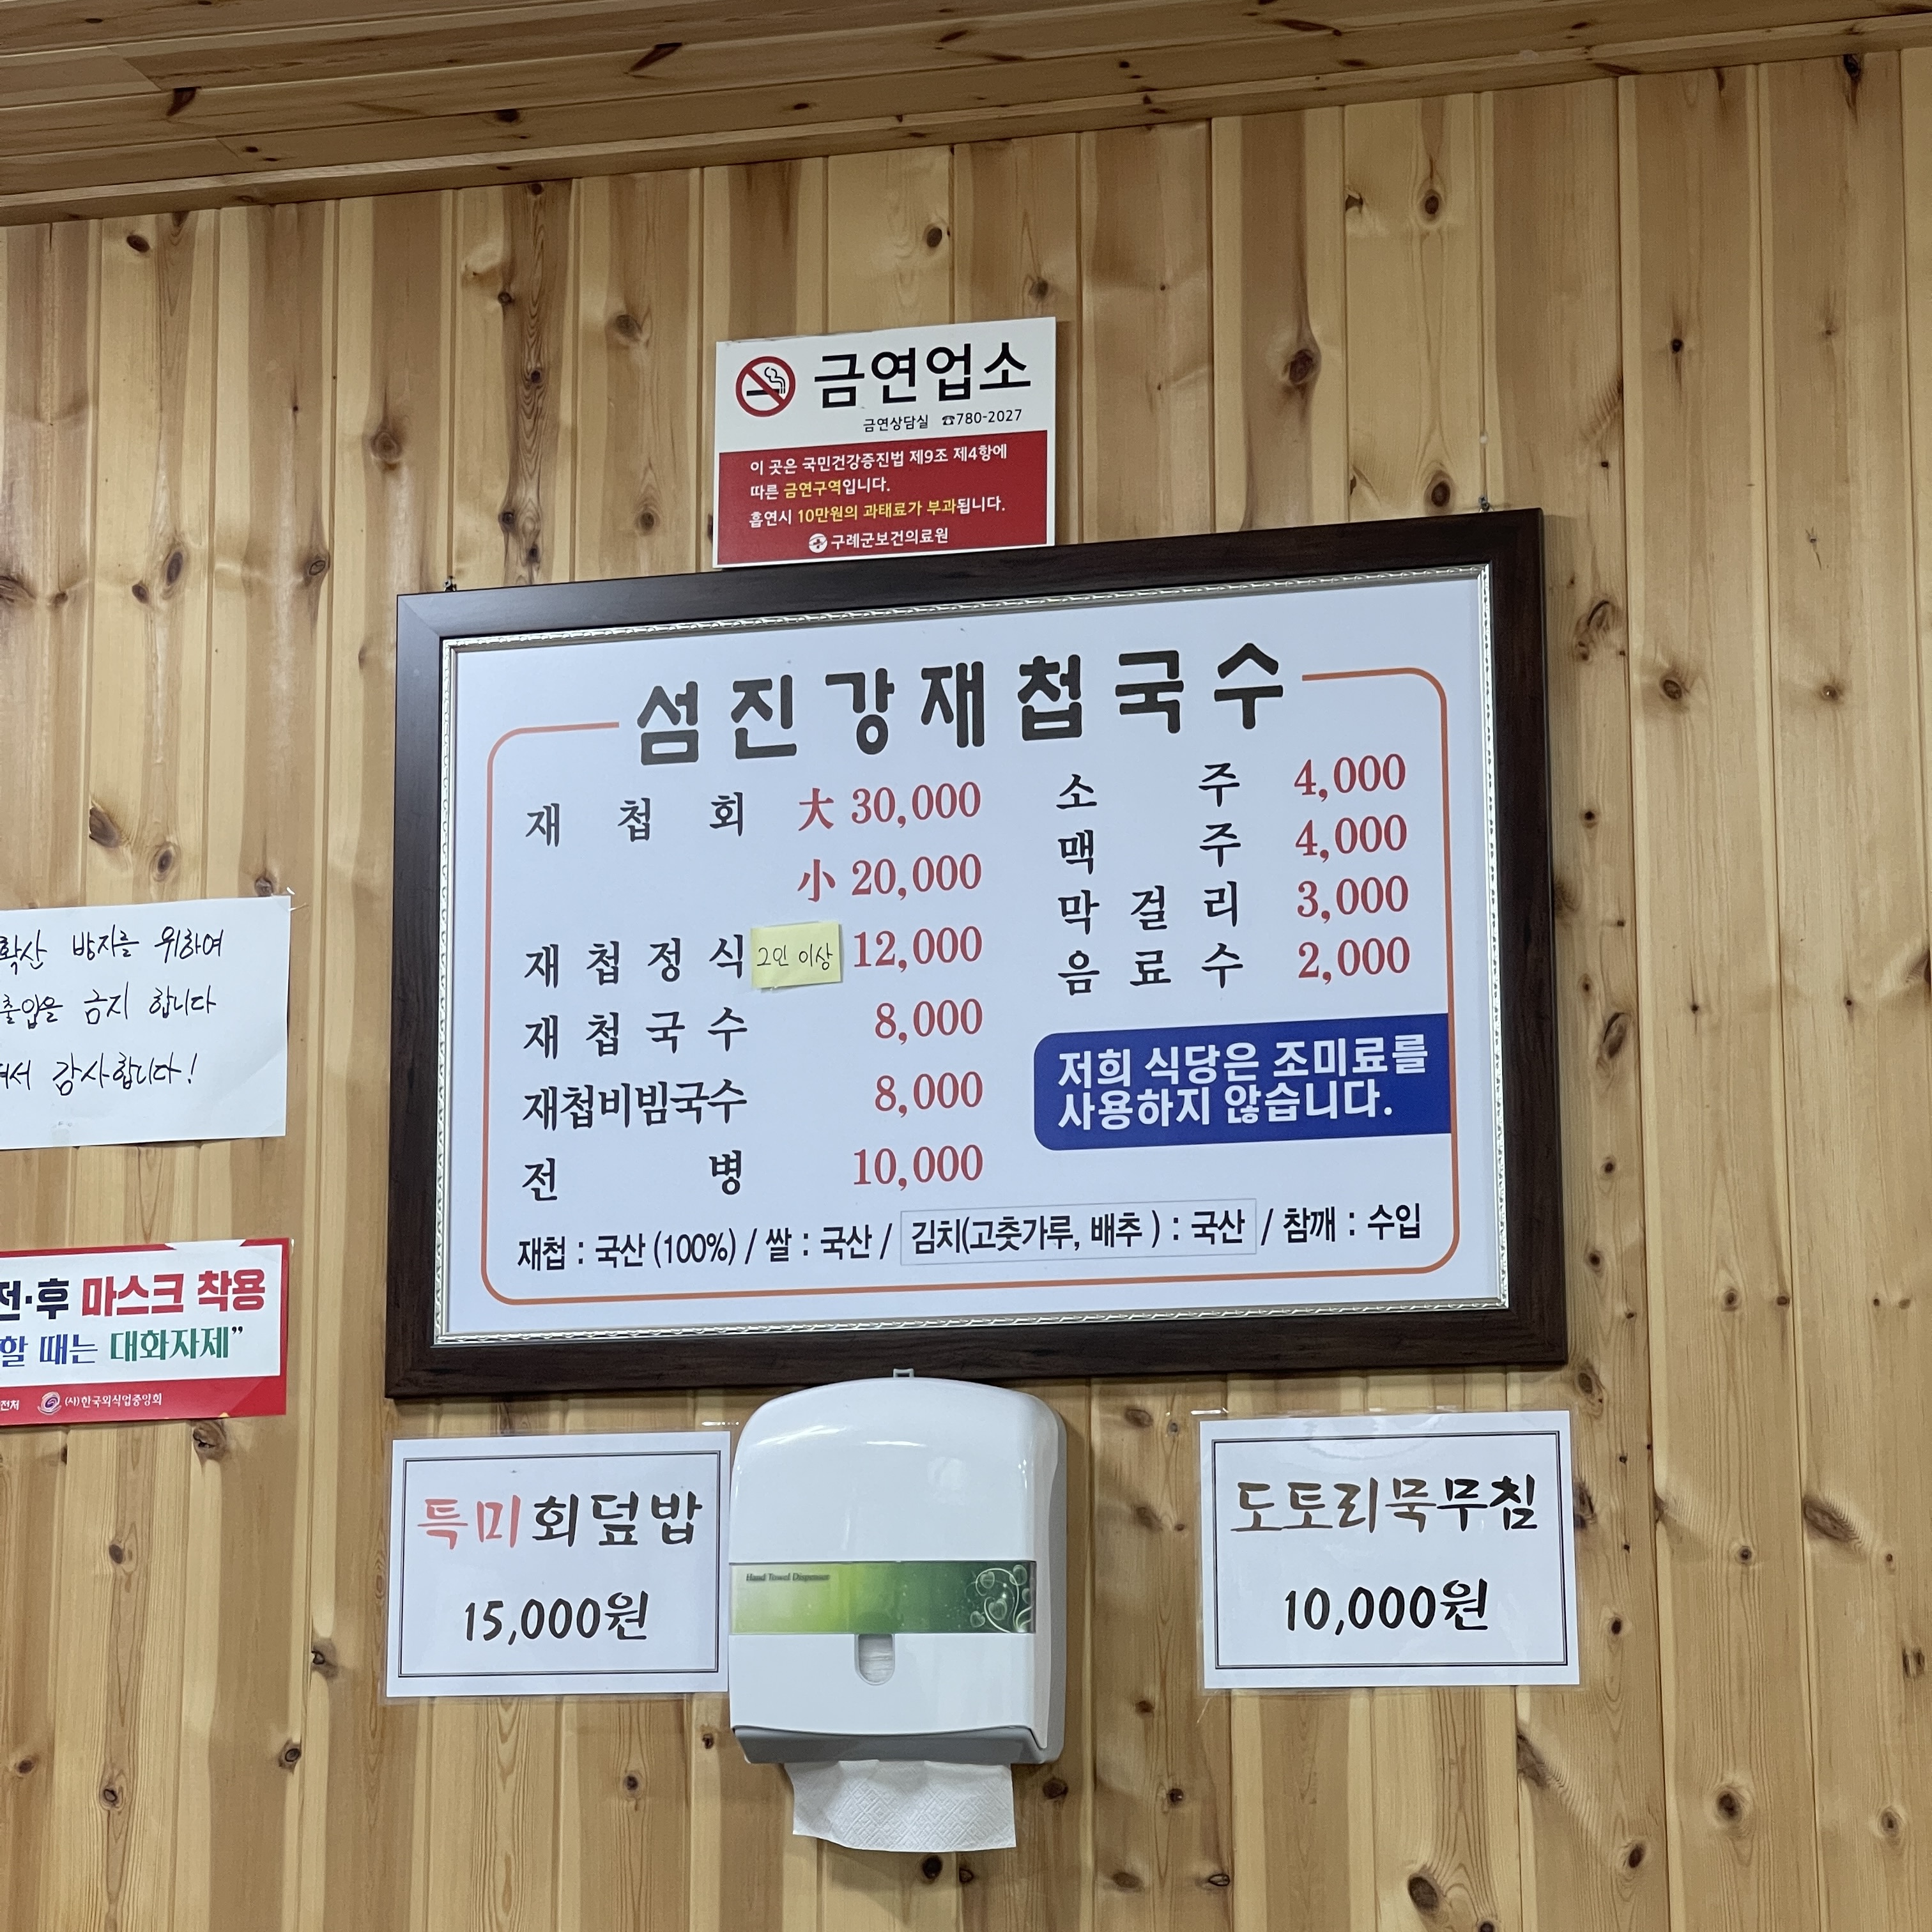 금연업소
금연상담실 ☎780-2027
이 곳은 국민건강증진법 제9조 제4항에
따른 금연구역입니다.
흡연시 10만원의 과태료가 부과됩니다.
구례군보건의료원
섬진강재첩국수
재첩회 大 30,000
小 20,000
재첩정식 2인 이상 12,000
재첩국수 8,000
재첩비빔국수 8,000
전병 10,000
소주 4,000
맥주 4,000
막걸리 3,000
음료수 2,000
저희 식당은 조미료를
사용하지 않습니다.
재첩 : 국산 (100%) / 쌀 : 국산 / 김치(고춧가루, 배추 ) : 국산 / 참깨 : 수입
확산 방지를 위하여
출입을 금지 합니다
감사합니다!
전·후 마스크 착용
할 때는 대화자제”
(사)한국외식업중앙회
특미회덮밥
15,000원
Hand Towel Dispenser
도토리묵무침
10,000원